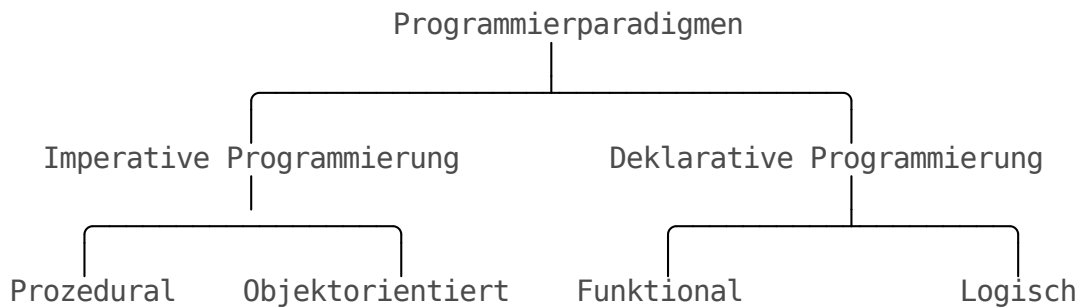 Programmierparadigmen
Imperative Programmierung Deklarative Programmierung
Prozedural Objektorientiert Funktional Logisch